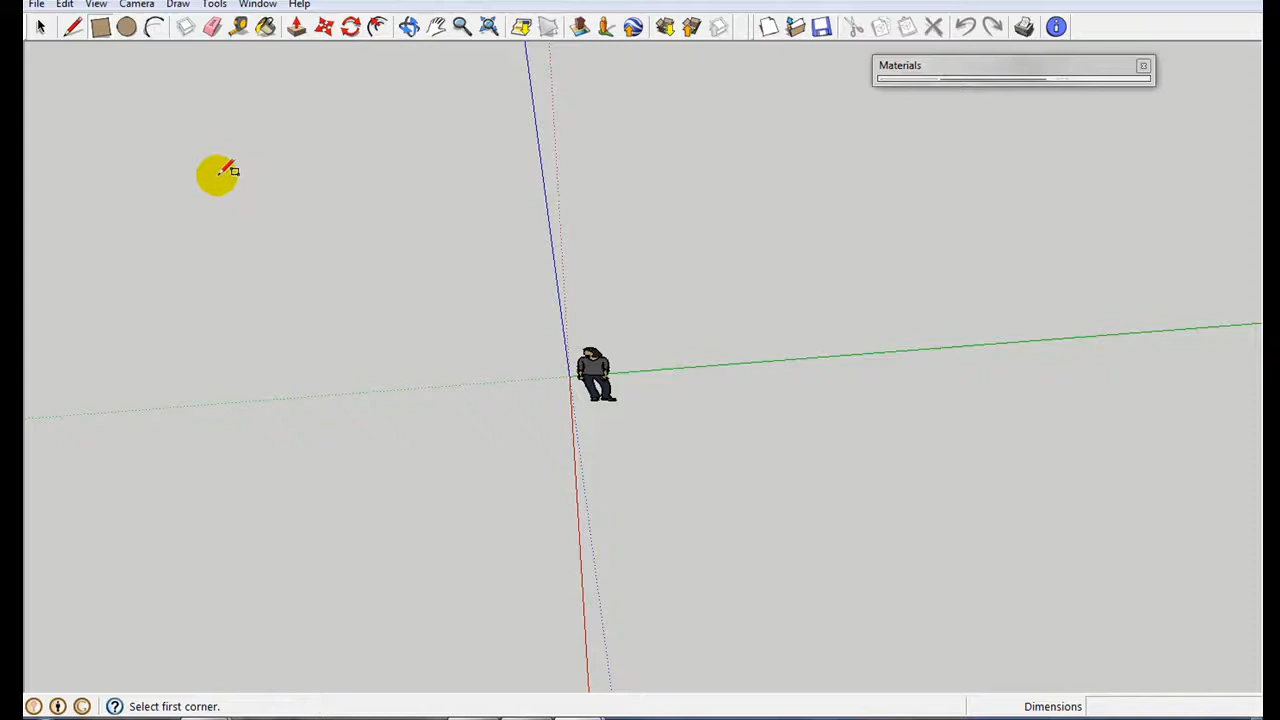 File Edit View Camera Draw Tools Window Help
Materials
Select first corner.
Dimensions